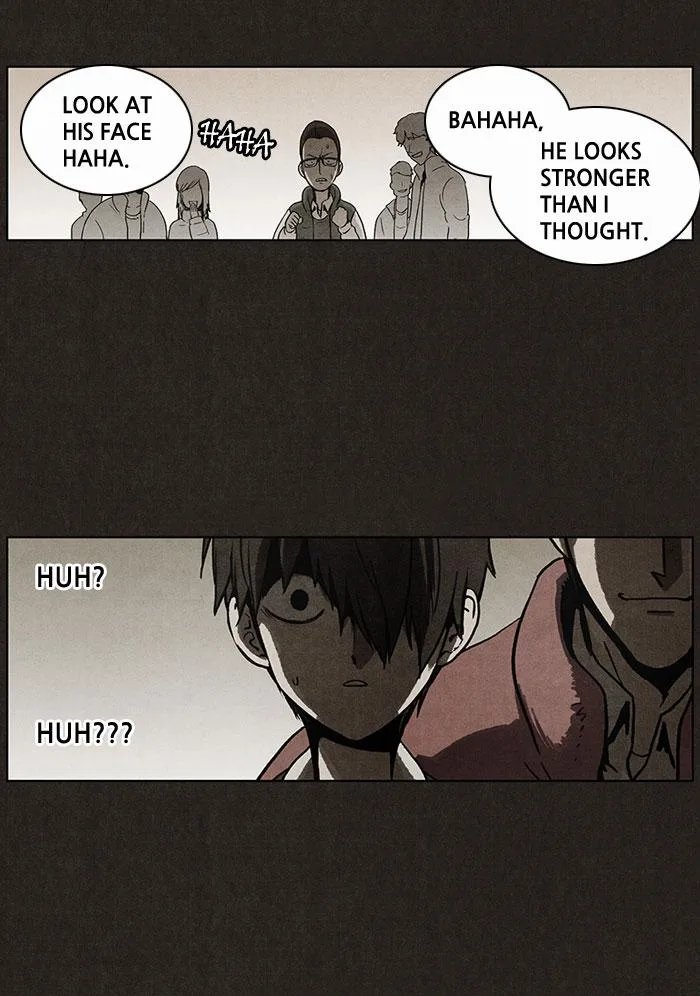 LOOK AT
HIS FACE
HAHA.
HAHA
BAHAHA,
HE LOOKS
STRONGER
THAN I
THOUGHT.
HUH?
HUH???